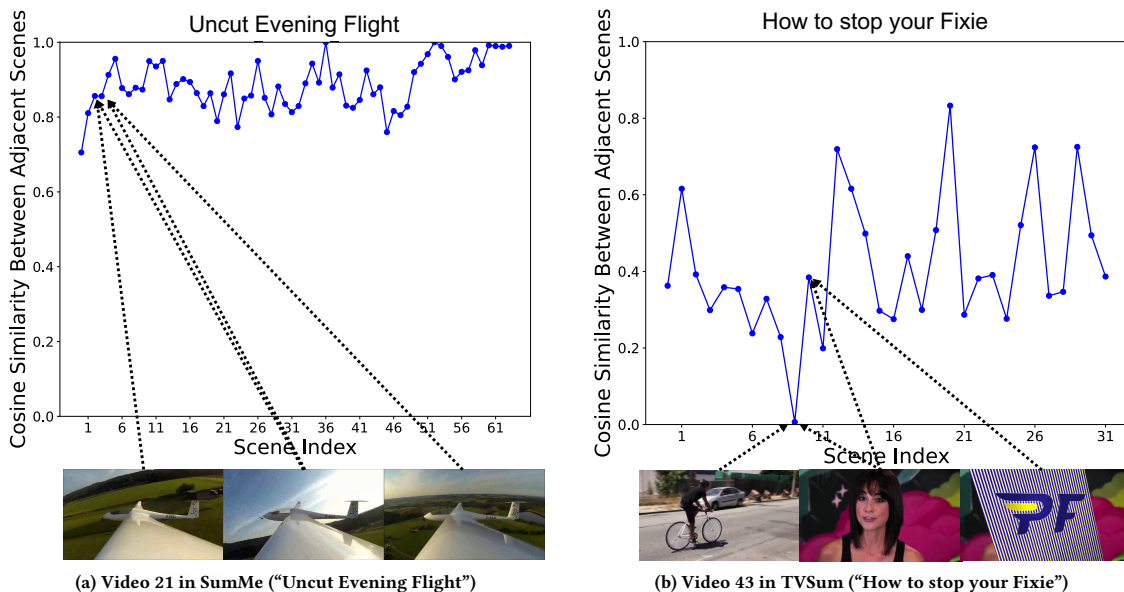 Uncut Evening Flight
Cosine Similarity Between Adjacent Scenes
1.0
0.8
0.6
0.4
0.2
0.0
1 6 11 16 21 26 31 36 41 46 51 56 61
Scene Index
(a) Video 21 in SumMe (“Uncut Evening Flight”)
How to stop your Fixie
Cosine Similarity Between Adjacent Scenes
1.0
0.8
0.6
0.4
0.2
0.0
1 6 11 16 21 26 31
Scene Index
PF
(b) Video 43 in TVSum (“How to stop your Fixie”)